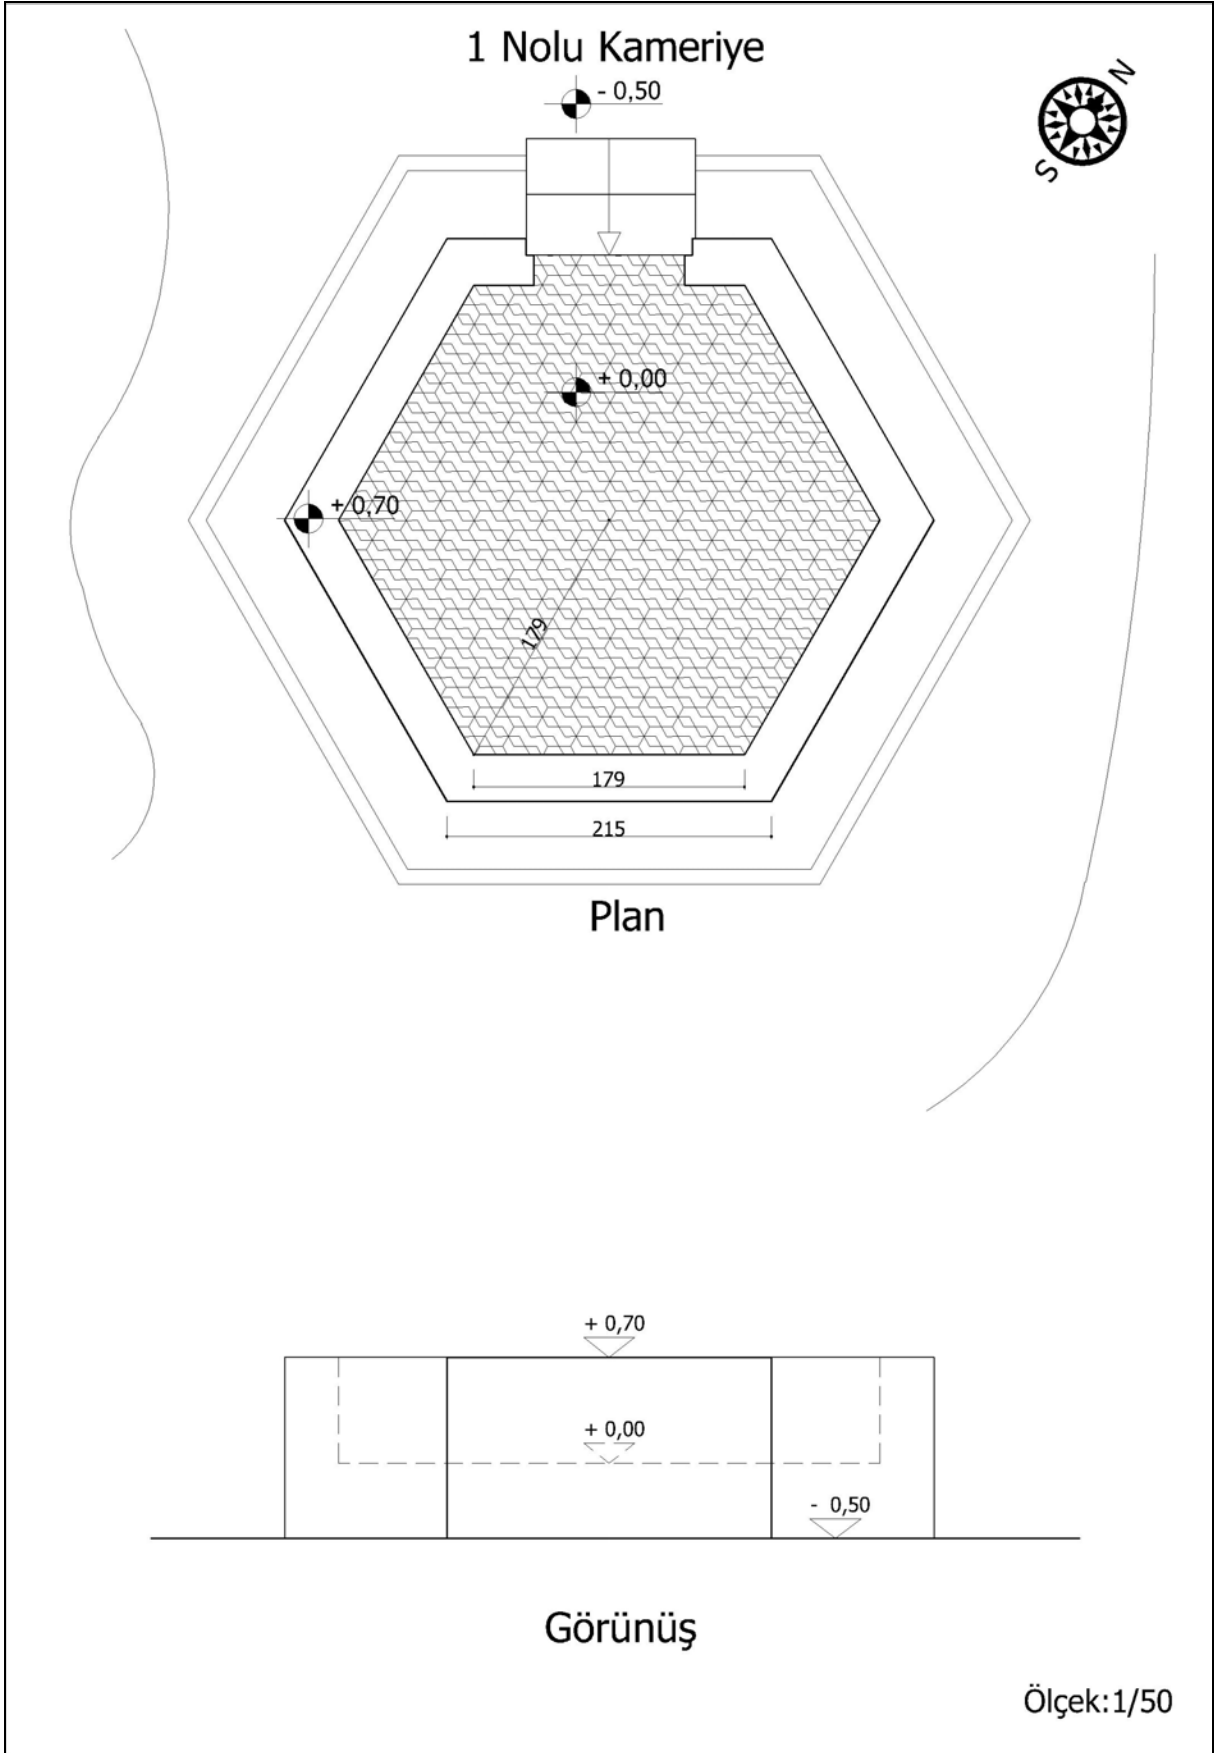 1 Nolu Kameriye
- 0,50
N
S
+ 0,00
+ 0,70
179
179
215
Plan
+ 0,70
+ 0,00
- 0,50
Görünüş
Ölçek:1/50